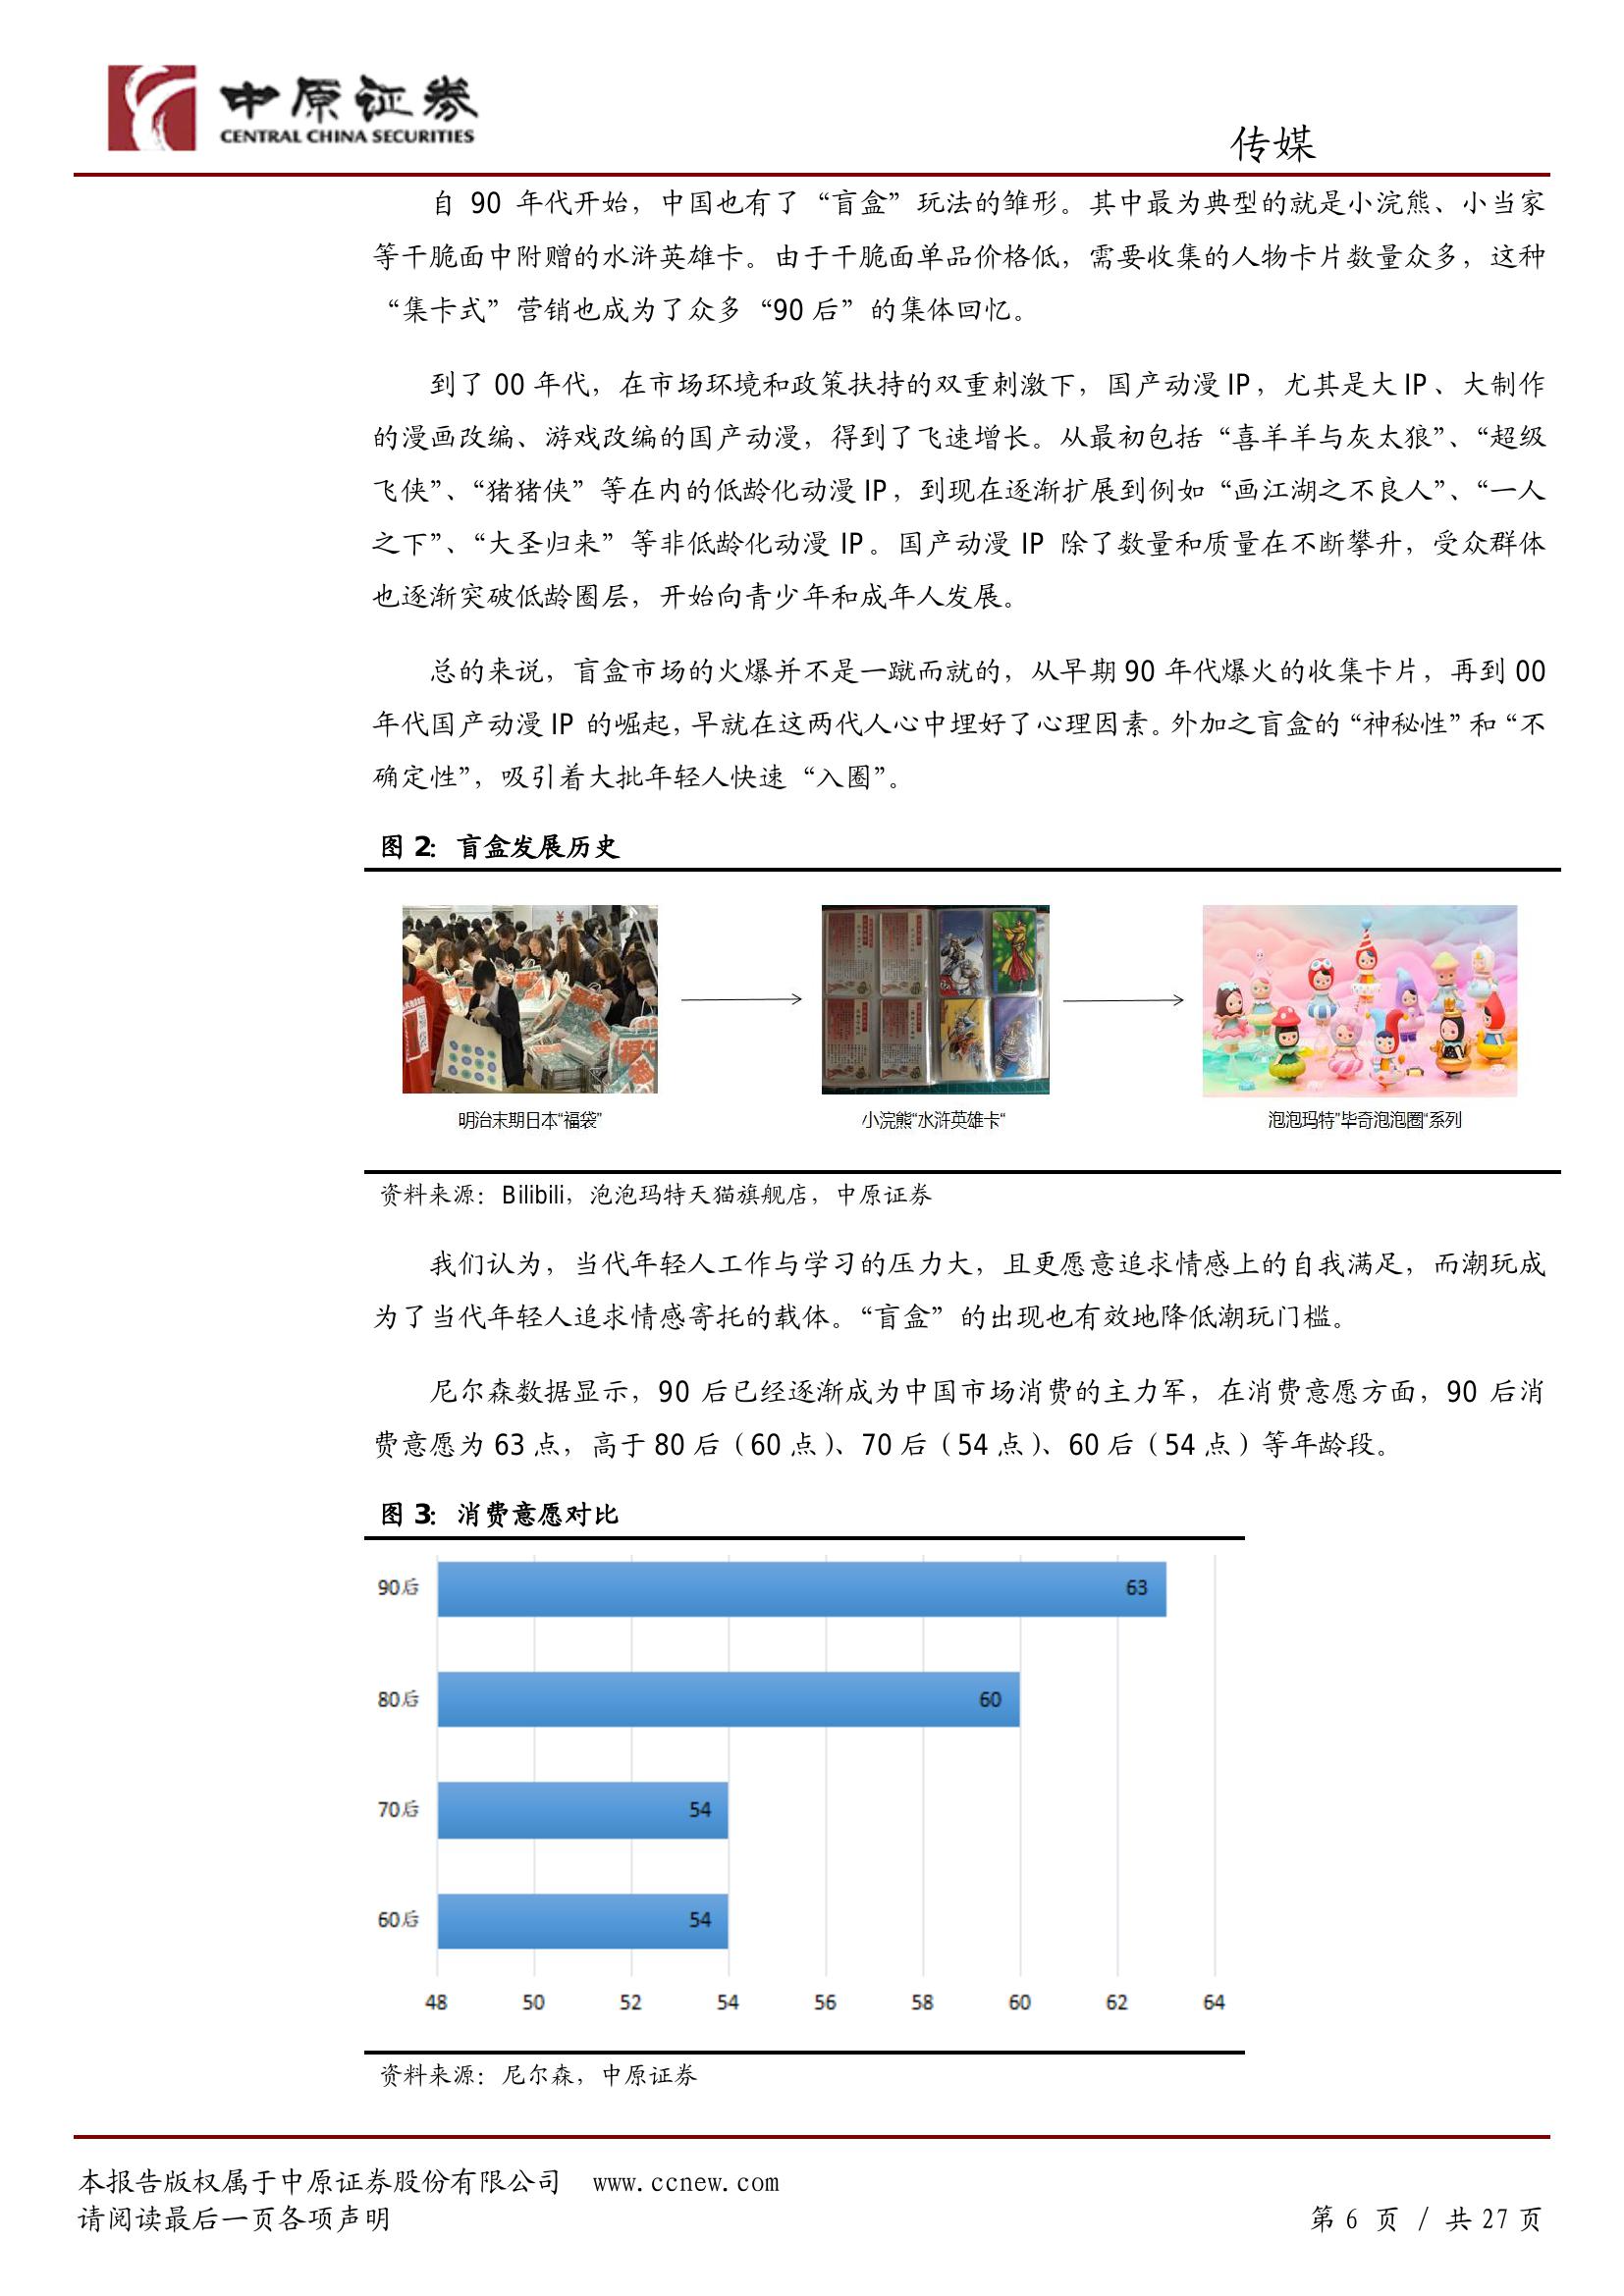 中原证券
CENTRAL CHINA SECURITIES
传媒
自 90 年代开始，中国也有了“盲盒”玩法的雏形。其中最为典型的就是小浣熊、小当家
等干脆面中附赠的水浒英雄卡。由于干脆面单品价格低，需要收集的人物卡片数量众多，这种
“集卡式”营销也成为了众多“90 后”的集体回忆。
到了 00 年代，在市场环境和政策扶持的双重刺激下，国产动漫 IP，尤其是大 IP、大制作
的漫画改编、游戏改编的国产动漫，得到了飞速增长。从最初包括“喜羊羊与灰太狼”、“超级
飞侠”、“猪猪侠”等在内的低龄化动漫 IP，到现在逐渐扩展到例如“画江湖之不良人”、“一人
之下”、“大圣归来”等非低龄化动漫 IP。国产动漫 IP 除了数量和质量在不断攀升，受众群体
也逐渐突破低龄圈层，开始向青少年和成年人发展。
总的来说，盲盒市场的火爆并不是一蹴而就的，从早期 90 年代爆火的收集卡片，再到 00
年代国产动漫 IP 的崛起，早就在这两代人心中埋好了心理因素。外加之盲盒的“神秘性”和“不
确定性”，吸引着大批年轻人快速“入圈”。
图 2：盲盒发展历史
明治末期日本“福袋”
小浣熊“水浒英雄卡“
泡泡玛特”毕奇泡泡圈“系列
资料来源：Bilibili，泡泡玛特天猫旗舰店，中原证券
我们认为，当代年轻人工作与学习的压力大，且更愿意追求情感上的自我满足，而潮玩成
为了当代年轻人追求情感寄托的载体。“盲盒”的出现也有效地降低潮玩门槛。
尼尔森数据显示，90 后已经逐渐成为中国市场消费的主力军，在消费意愿方面，90 后消
费意愿为 63 点，高于 80 后（60 点）、70 后（54 点）、60 后（54 点）等年龄段。
图 3：消费意愿对比
90后 63
80后 60
70后 54
60后 54
48 50 52 54 56 58 60 62 64
资料来源：尼尔森，中原证券
本报告版权属于中原证券股份有限公司 www.ccnew.com
请阅读最后一页各项声明
第 6 页 / 共 27 页